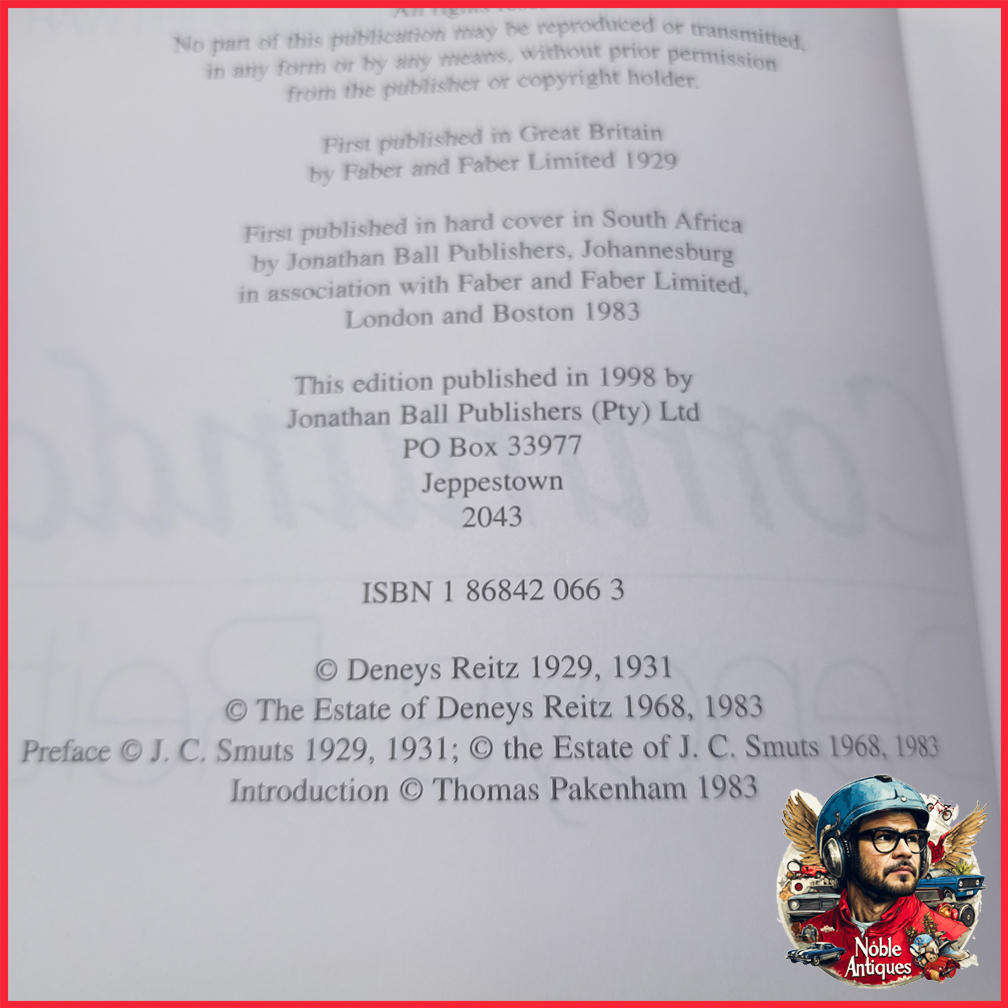 All rights
No part of this publication may be reproduced or transmitted,
in any form or by any means, without prior permission
from the publisher or copyright holder.
First published in Great Britain
by Faber and Faber Limited 1929
First published in hard cover in South Africa
by Jonathan Ball Publishers, Johannesburg
in association with Faber and Faber Limited,
London and Boston 1983
This edition published in 1998 by
Jonathan Ball Publishers (Pty) Ltd
PO Box 33977
Jeppestown
2043
ISBN 1 86842 066 3
© Deneys Reitz 1929, 1931
© The Estate of Deneys Reitz 1968, 1983
Preface © J. C. Smuts 1929, 1931; © the Estate of J. C. Smuts 1968, 1983
Introduction © Thomas Pakenham 1983
Noble
Antiques